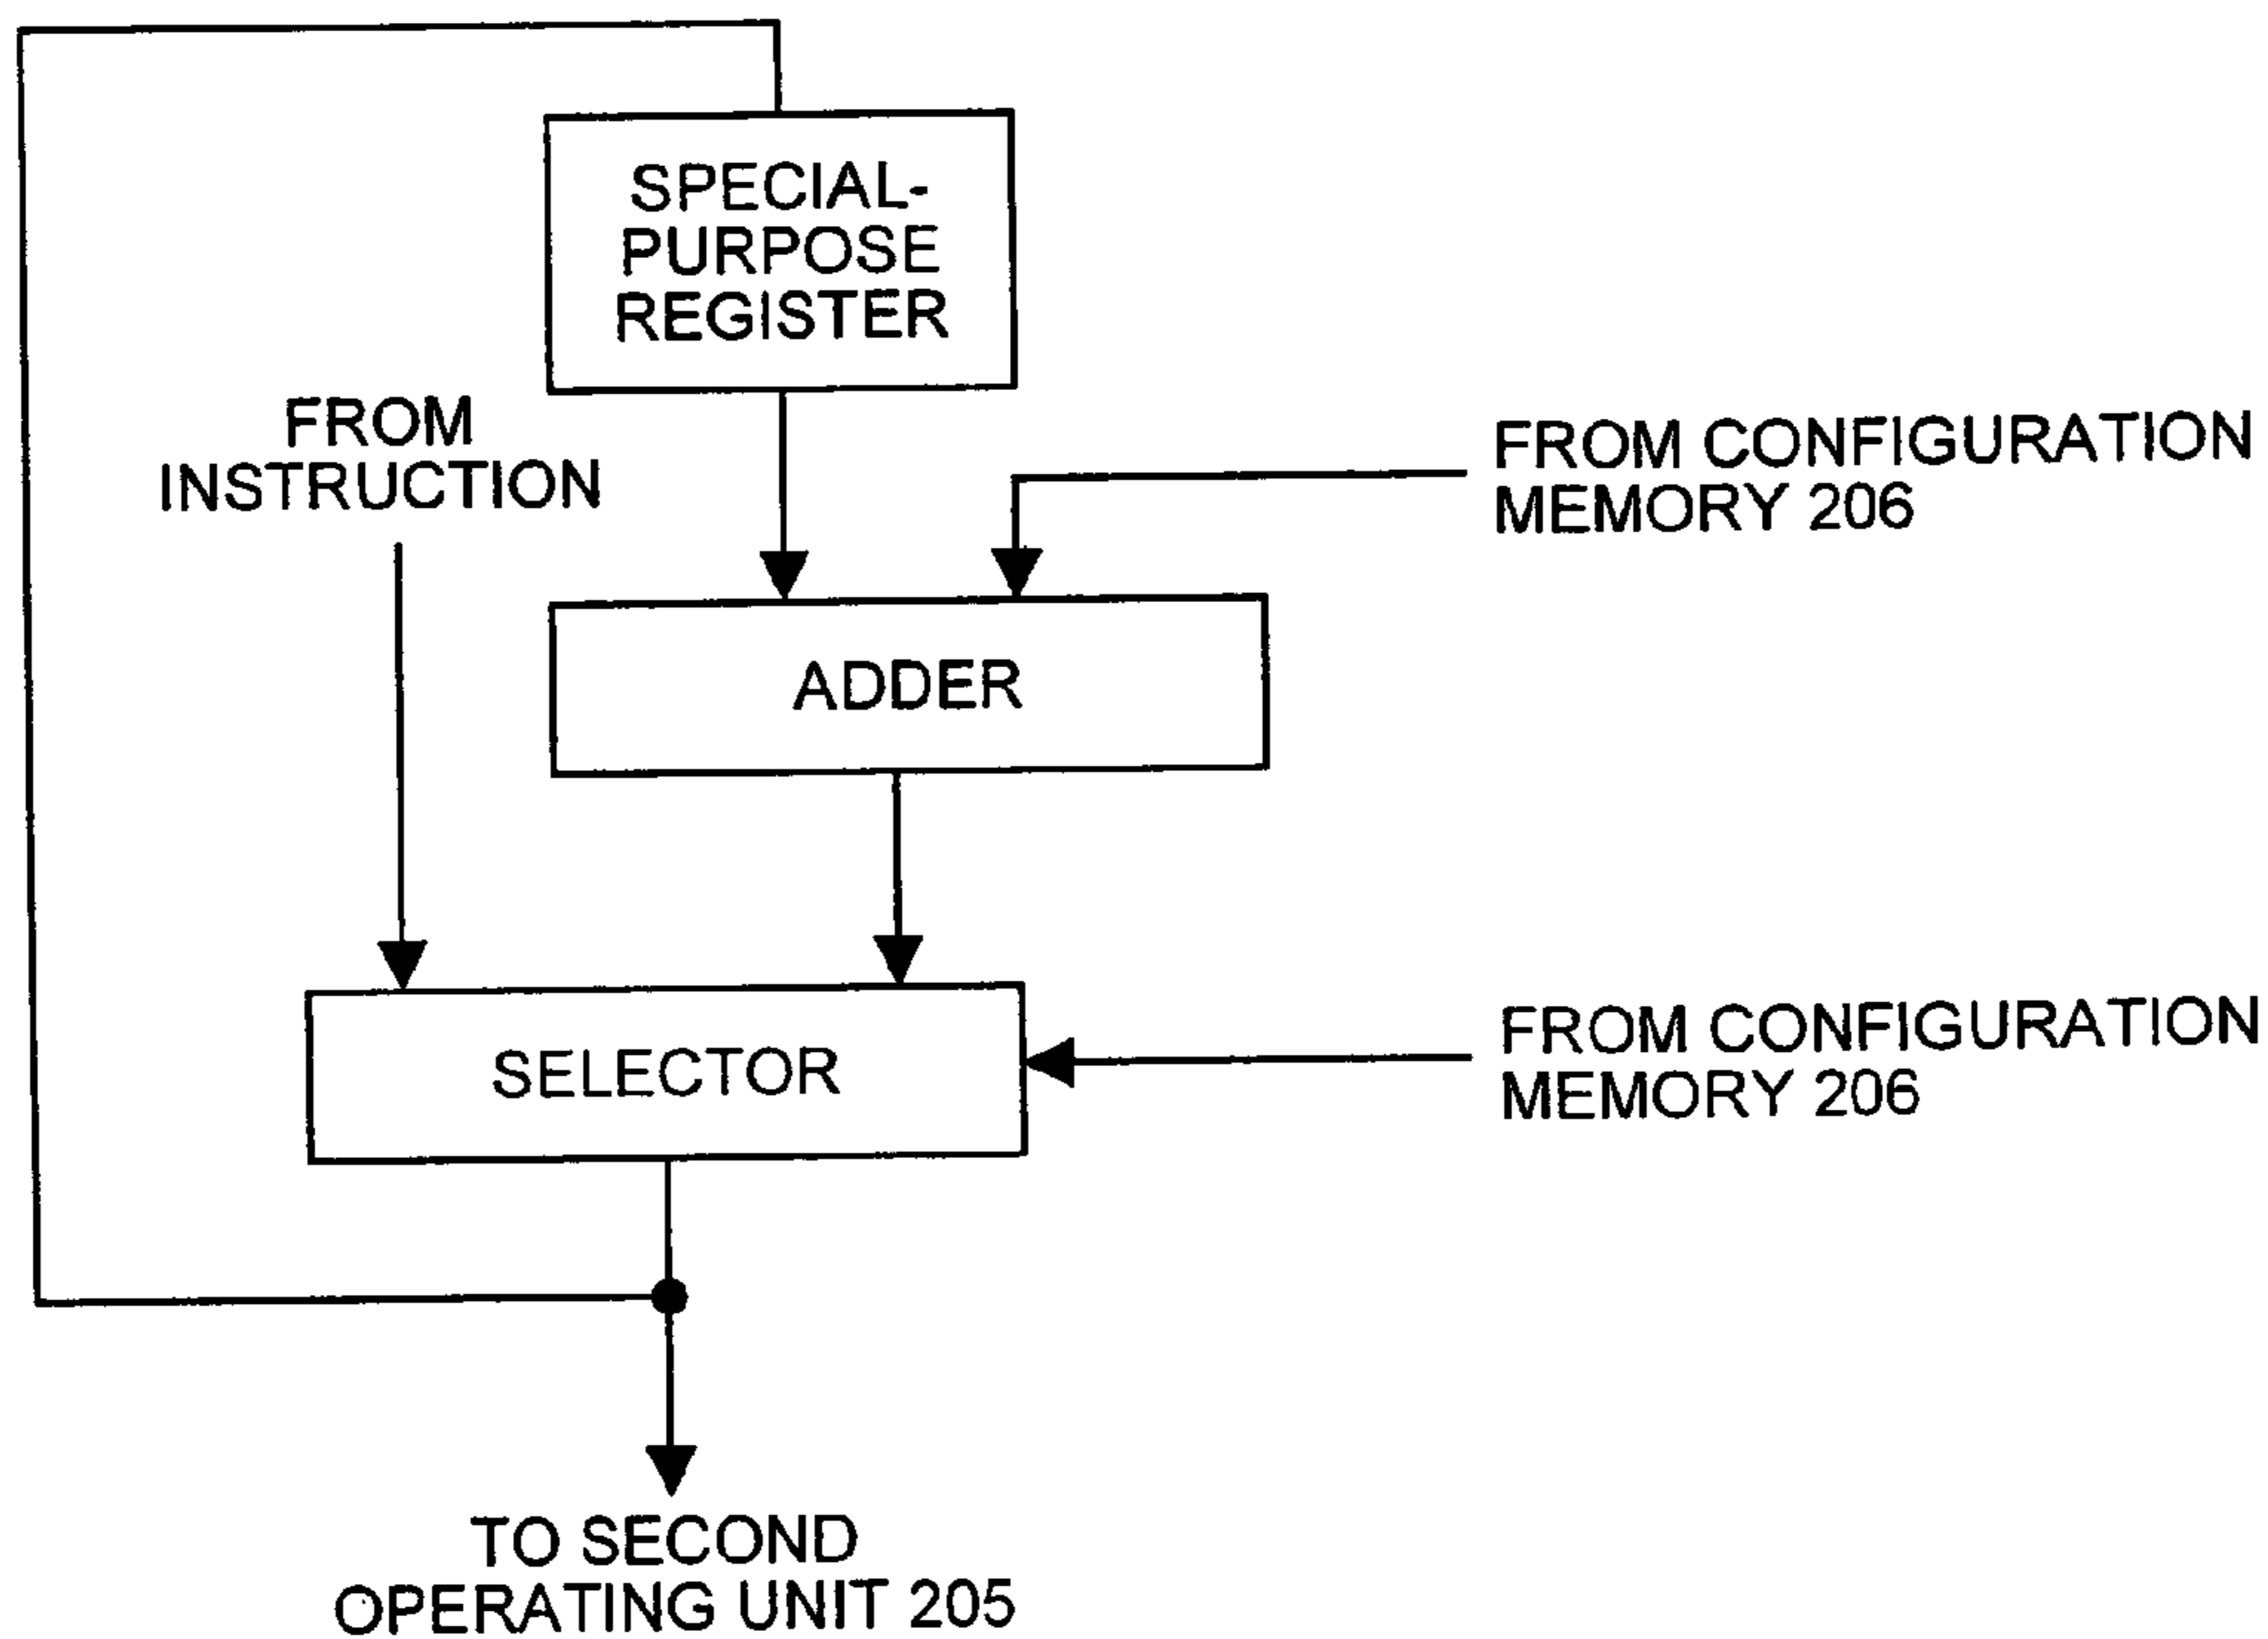 SPECIAL-
PURPOSE
REGISTER
FROM
INSTRUCTION
FROM CONFIGURATION
MEMORY 206
ADDER
SELECTOR
FROM CONFIGURATION
MEMORY 206
TO SECOND
OPERATING UNIT 205